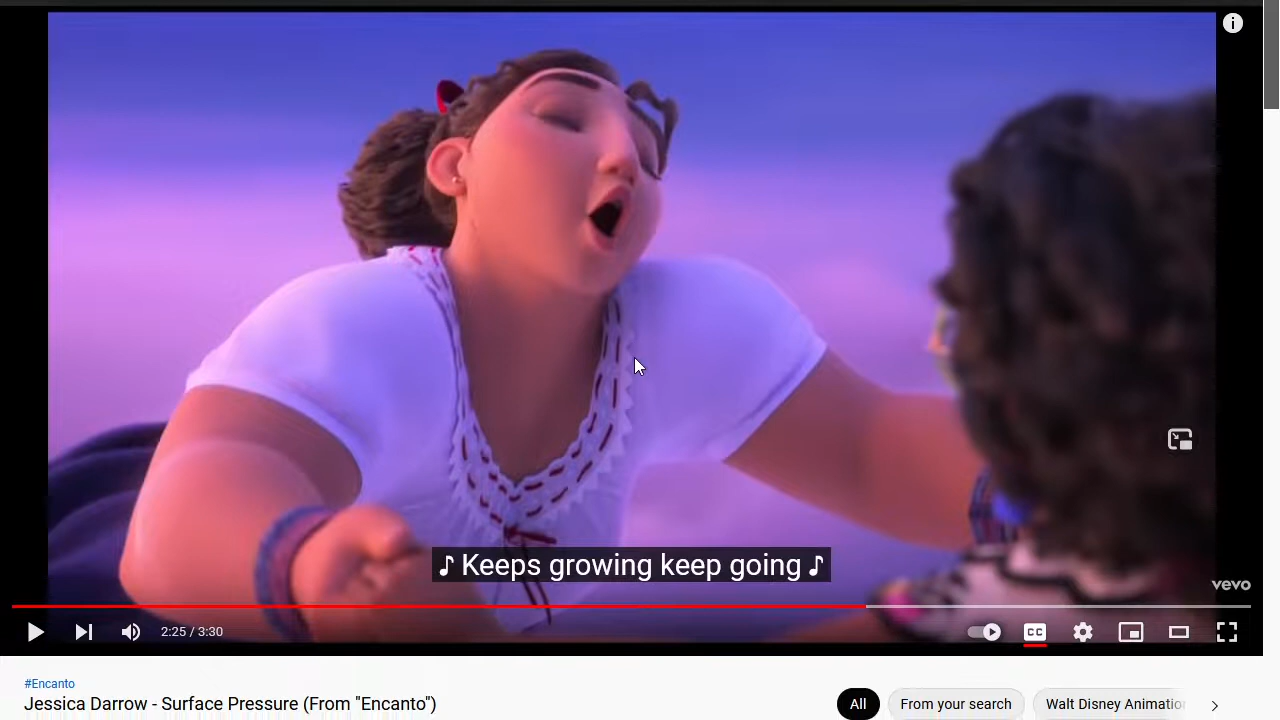 ♪ Keeps growing keep going ♪
vevo
2:25 / 3:30
CC
#Encanto
Jessica Darrow - Surface Pressure (From "Encanto")
All
From your search
Walt Disney Animatio